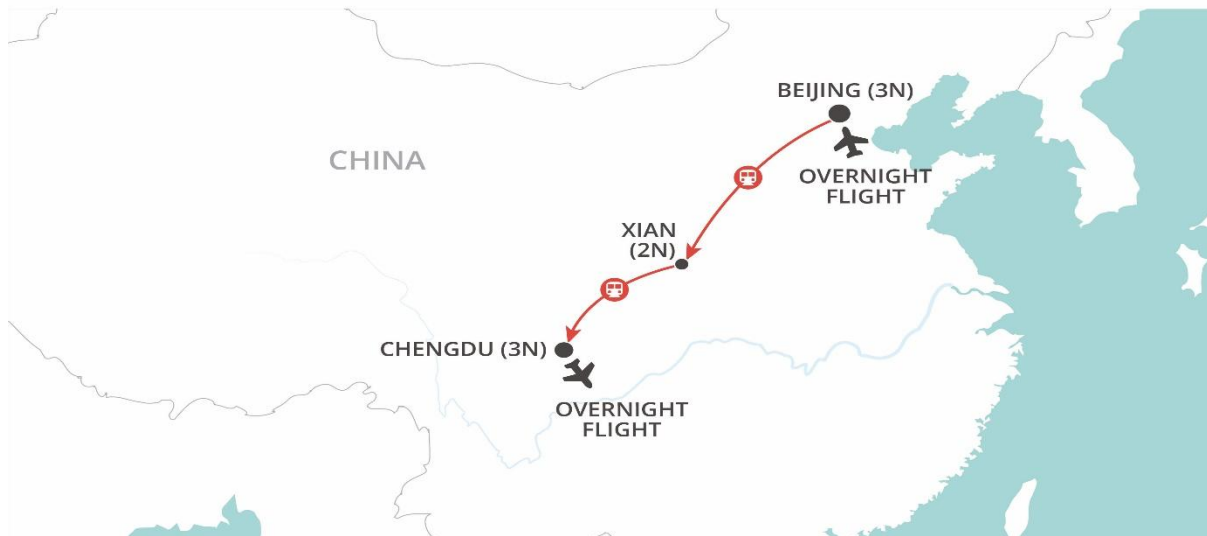 BEIJING (3N)
OVERNIGHT
FLIGHT
CHINA
XIAN
(2N)
CHENGDU (3N)
OVERNIGHT
FLIGHT